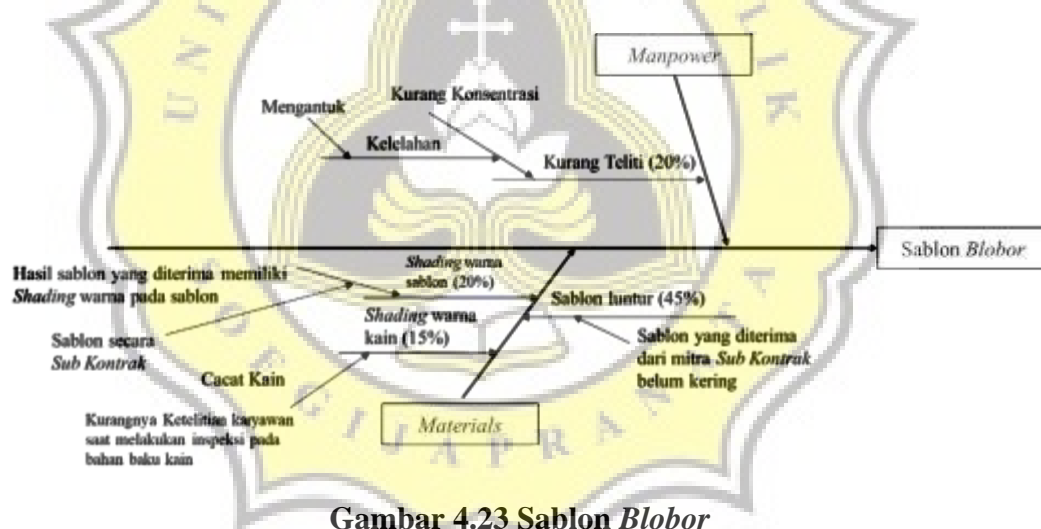 Manpower
Kurang Konsentrasi
Mengantuk
Kelelahan
Kurang Teliti (20%)
Sablon Blobor
Hasil sablon yang diterima memiliki
Shading warna pada sablon
Shading warna
sablon (20%)
Sablon luntur (45%)
Shading warna
kain (15%)
Sablon secara
Sub Kontrak
Sablon yang diterima
dari mitra Sub Kontrak
belum kering
Cacat Kain
Kurangnya Ketelitian karyawan
saat melakukan inspeksi pada
bahan baku kain
Materials
UNI
LIK
SOEGIJAPRANATA
Gambar 4.23 Sablon Blobor